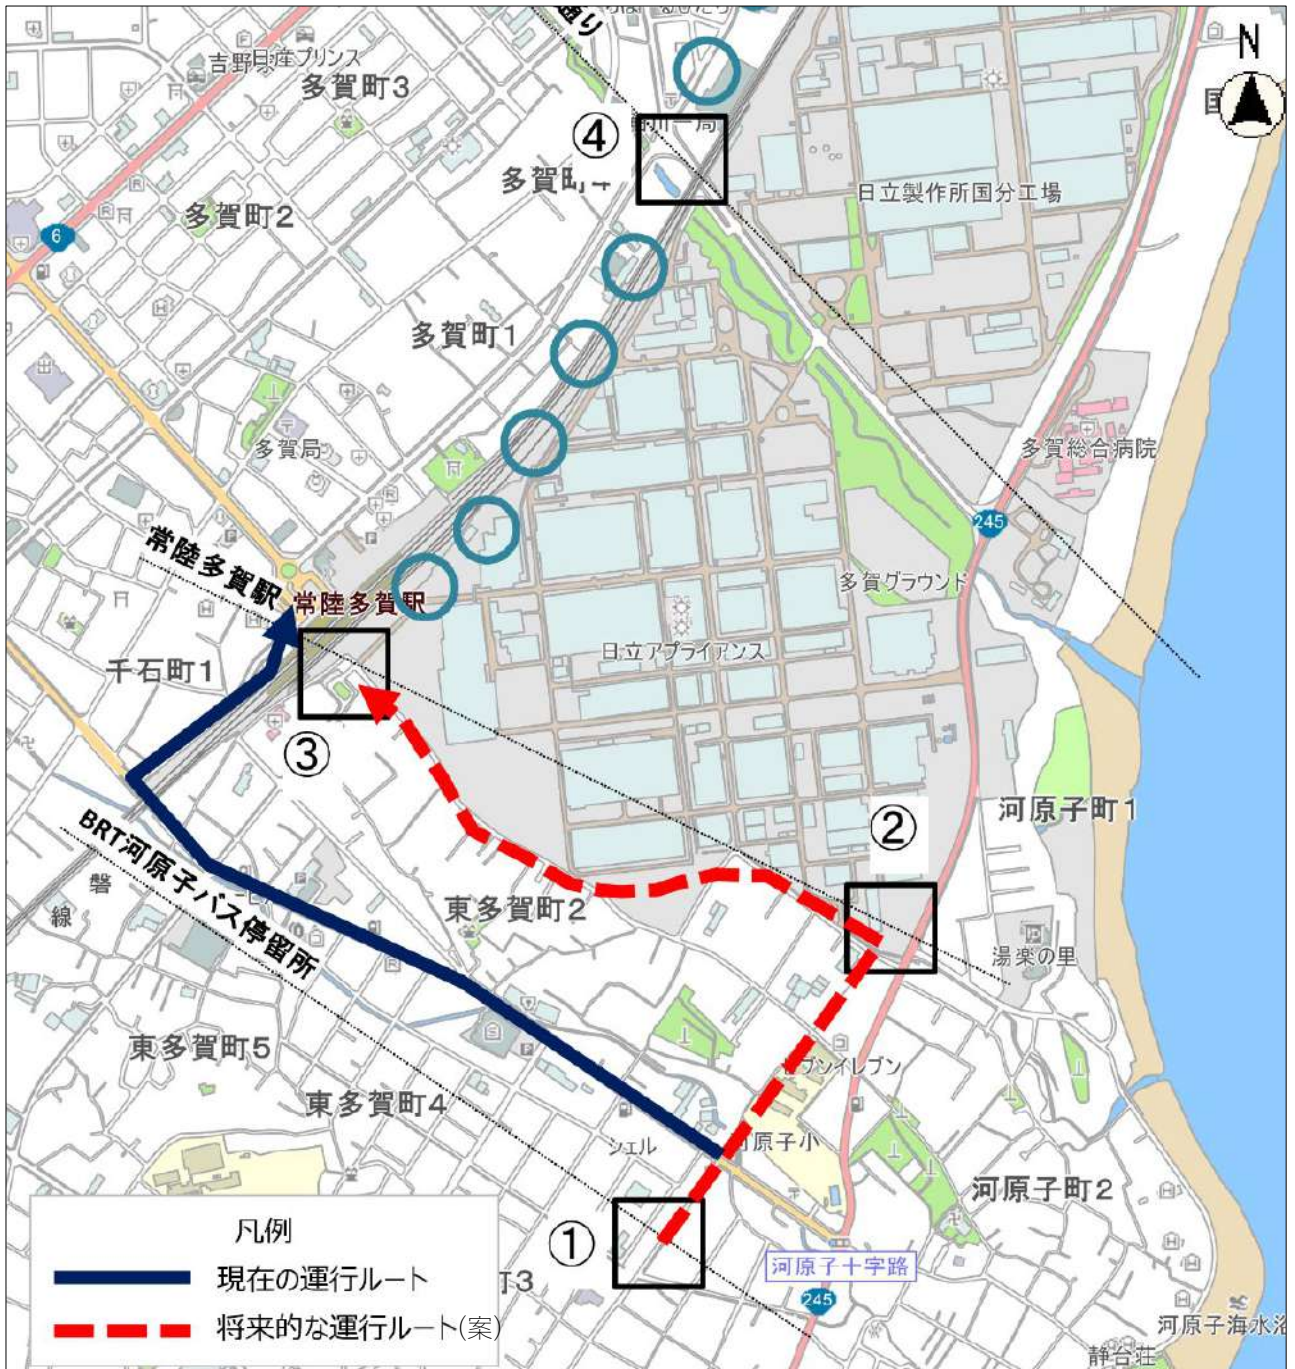 通り
N
吉野家
日産プリンス
多賀町3
④
多賀町4
日立製作所国分工場
6
多賀町2
多賀町1
多賀局
多賀総合病院
245
常陸多賀駅
常陸多賀駅
多賀グラウンド
日立アプライアンス
千石町1
③
②
河原子町1
BRT河原子バス停留所
磐
線
東多賀町2
湯楽の里
東多賀町5
セブンイレブン
東多賀町4
シェル
河原子小
河原子町2
①
河原子十字路
町3
245
河原子海水浴
静台荘
凡例
現在の運行ルート
将来的な運行ルート(案)